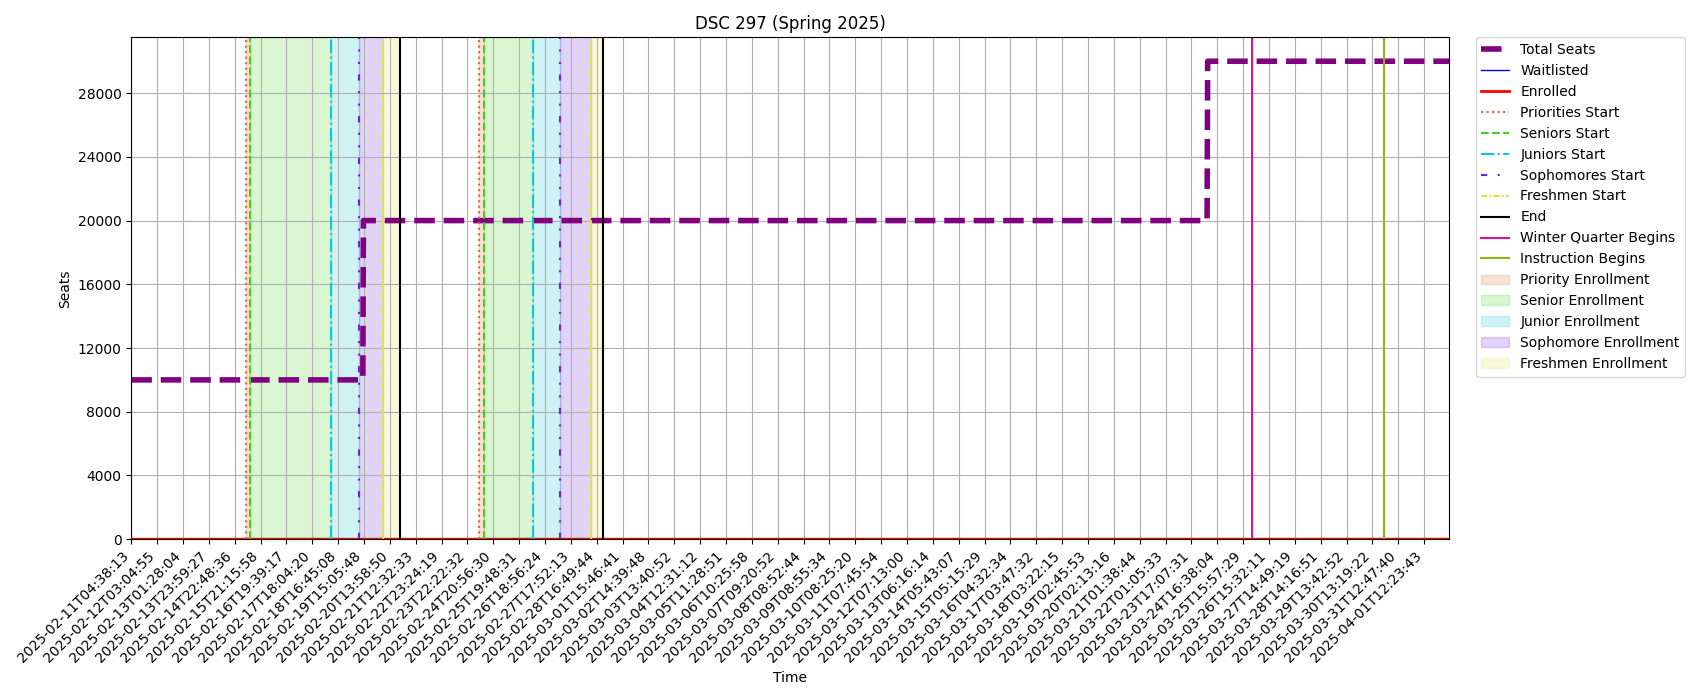 DSC 297 (Spring 2025)
Seats
28000
24000
20000
16000
12000
8000
4000
0
2025-02-11T04:38:13
2025-02-12T03:04:55
2025-02-13T01:28:04
2025-02-13T23:59:27
2025-02-14T22:48:36
2025-02-15T21:15:58
2025-02-16T19:39:17
2025-02-17T18:04:20
2025-02-18T16:45:08
2025-02-19T15:05:48
2025-02-20T13:58:50
2025-02-21T12:32:33
2025-02-22T23:24:19
2025-02-23T22:22:32
2025-02-24T20:56:30
2025-02-25T19:48:31
2025-02-26T18:56:24
2025-02-27T17:52:13
2025-02-28T16:49:44
2025-03-01T15:46:41
2025-03-02T14:39:48
2025-03-03T13:40:52
2025-03-04T12:31:12
2025-03-05T11:28:51
2025-03-06T10:25:58
2025-03-07T09:20:52
2025-03-08T08:52:44
2025-03-09T08:55:34
2025-03-10T08:25:20
2025-03-11T07:45:54
2025-03-12T07:13:00
2025-03-13T06:16:14
2025-03-14T05:43:07
2025-03-15T05:15:29
2025-03-16T04:32:34
2025-03-17T03:47:32
2025-03-18T03:22:15
2025-03-19T02:45:53
2025-03-20T02:13:16
2025-03-21T01:38:44
2025-03-22T01:05:33
2025-03-23T17:07:31
2025-03-24T16:38:04
2025-03-25T15:57:29
2025-03-26T15:32:11
2025-03-27T14:49:19
2025-03-28T14:16:51
2025-03-29T13:42:52
2025-03-30T13:19:22
2025-03-31T12:47:40
2025-04-01T12:23:43
Time
Total Seats
Waitlisted
Enrolled
Priorities Start
Seniors Start
Juniors Start
Sophomores Start
Freshmen Start
End
Winter Quarter Begins
Instruction Begins
Priority Enrollment
Senior Enrollment
Junior Enrollment
Sophomore Enrollment
Freshmen Enrollment